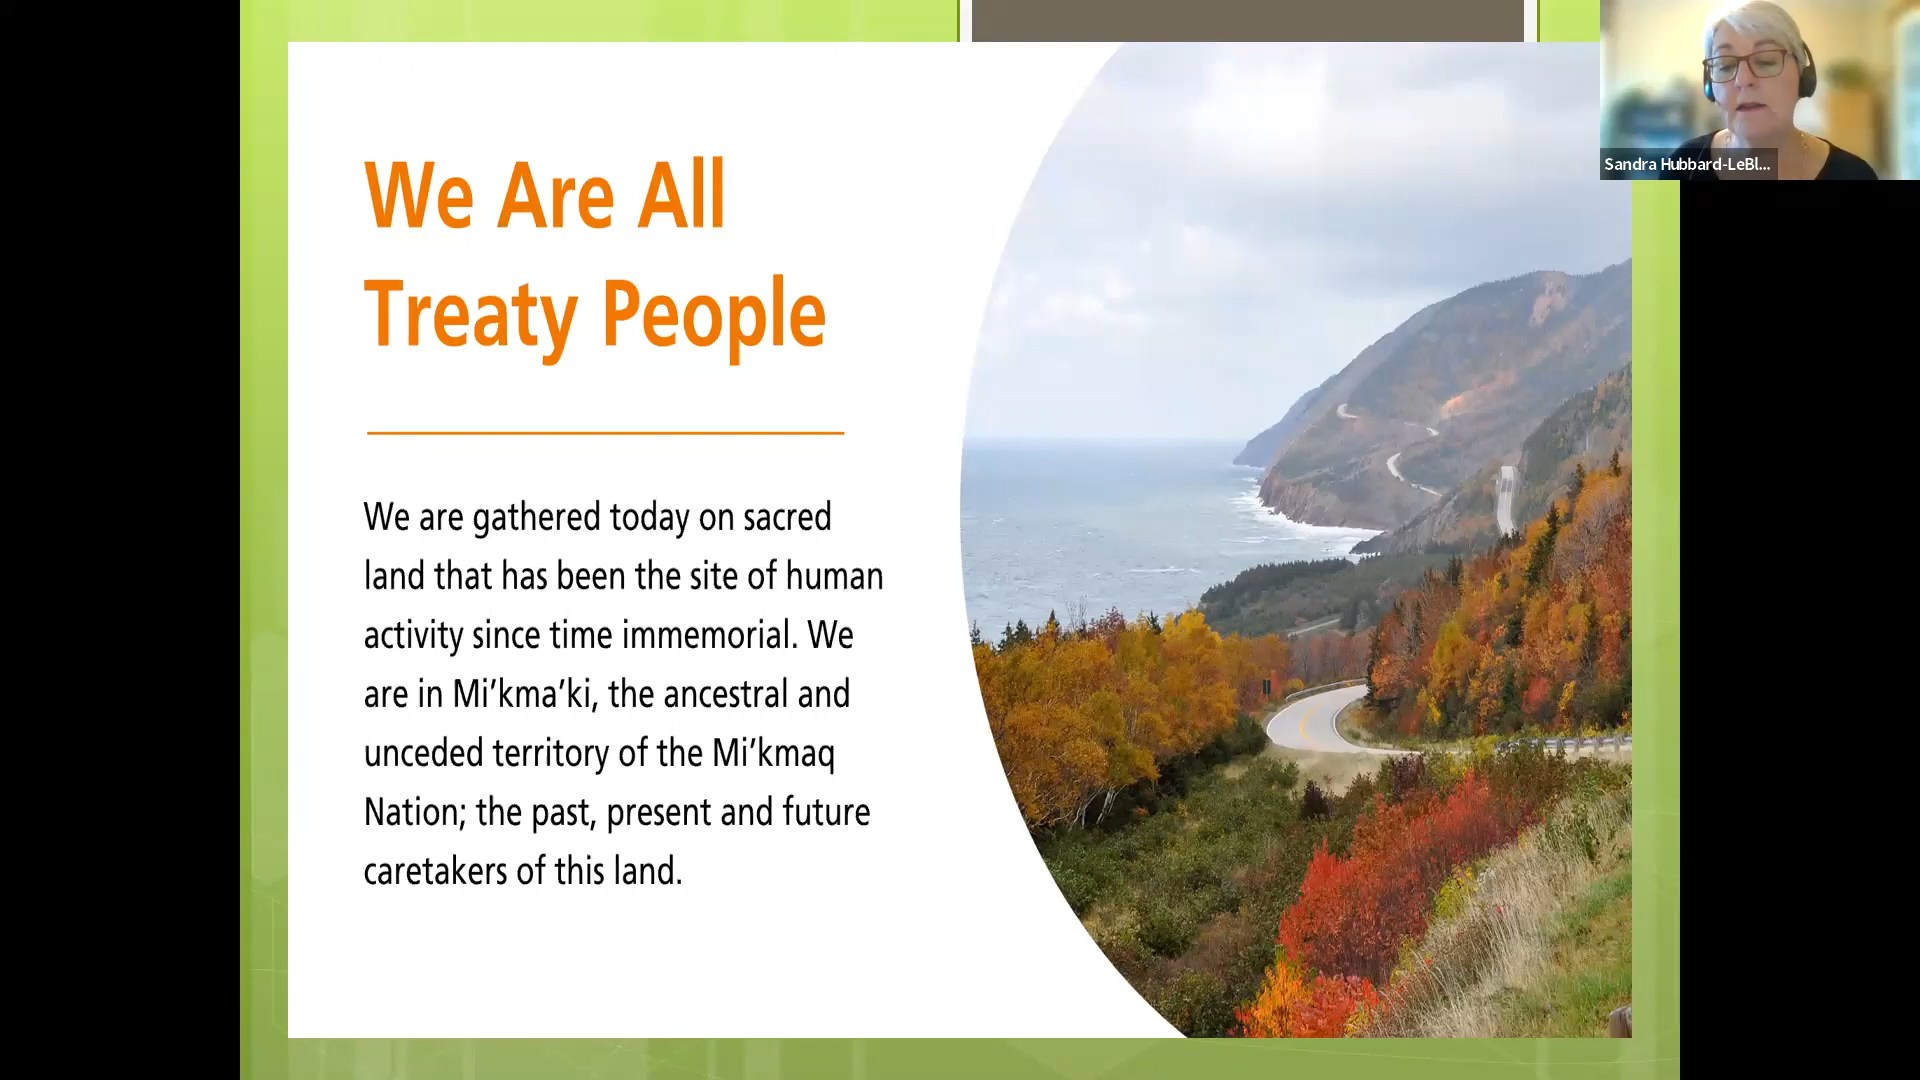 We Are All
Treaty People
We are gathered today on sacred
land that has been the site of human
activity since time immemorial. We
are in Mi’kma’ki, the ancestral and
unceded territory of the Mi’kmaq
Nation; the past, present and future
caretakers of this land.
Sandra Hubbard-LeBl...